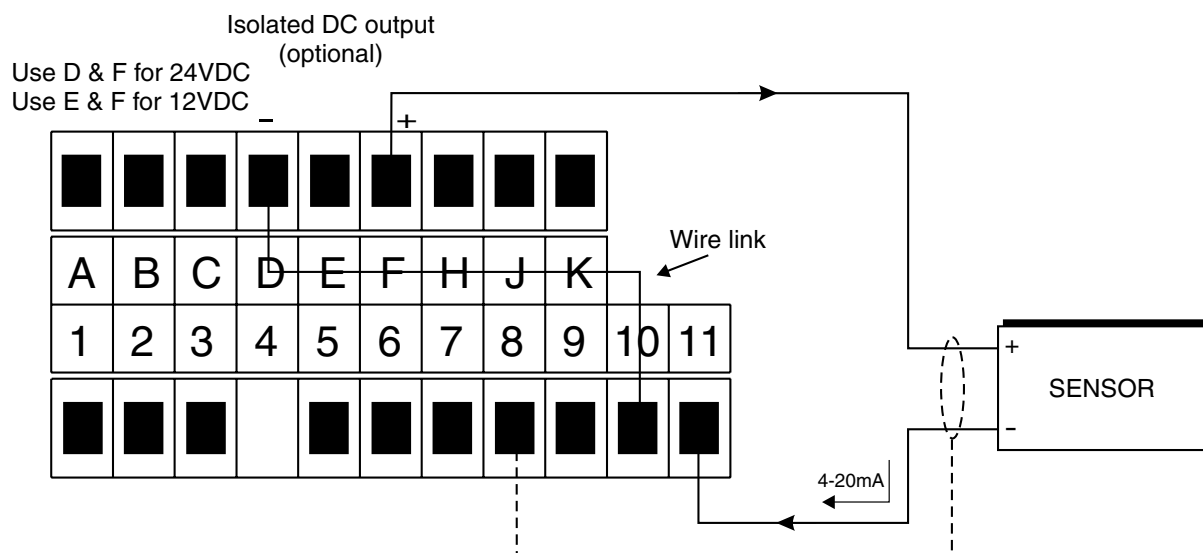 Isolated DC output
(optional)
Use D & F for 24VDC
Use E & F for 12VDC
- +
Wire link
A B C D E F H J K
1 2 3 4 5 6 7 8 9 10 11
+
SENSOR
-
4-20mA